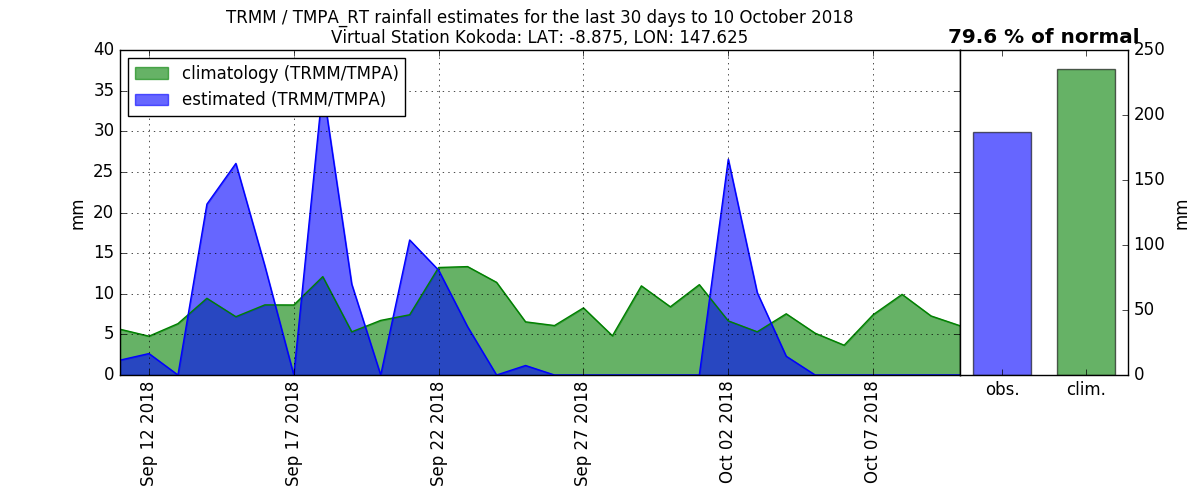 TRMM / TMPA_RT rainfall estimates for the last 30 days to 10 October 2018
Virtual Station Kokoda: LAT: -8.875, LON: 147.625
79.6 % of normal
climatology (TRMM/TMPA)
estimated (TRMM/TMPA)
40
35
30
25
20
15
10
5
0
mm
Sep 12 2018
Sep 17 2018
Sep 22 2018
Sep 27 2018
Oct 02 2018
Oct 07 2018
250
200
150
100
50
0
mm
obs.
clim.